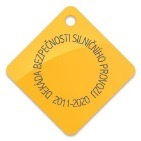 DEKÁDA BEZPEČNOSTI SILNIČNÍHO PROVOZU
2011-2020